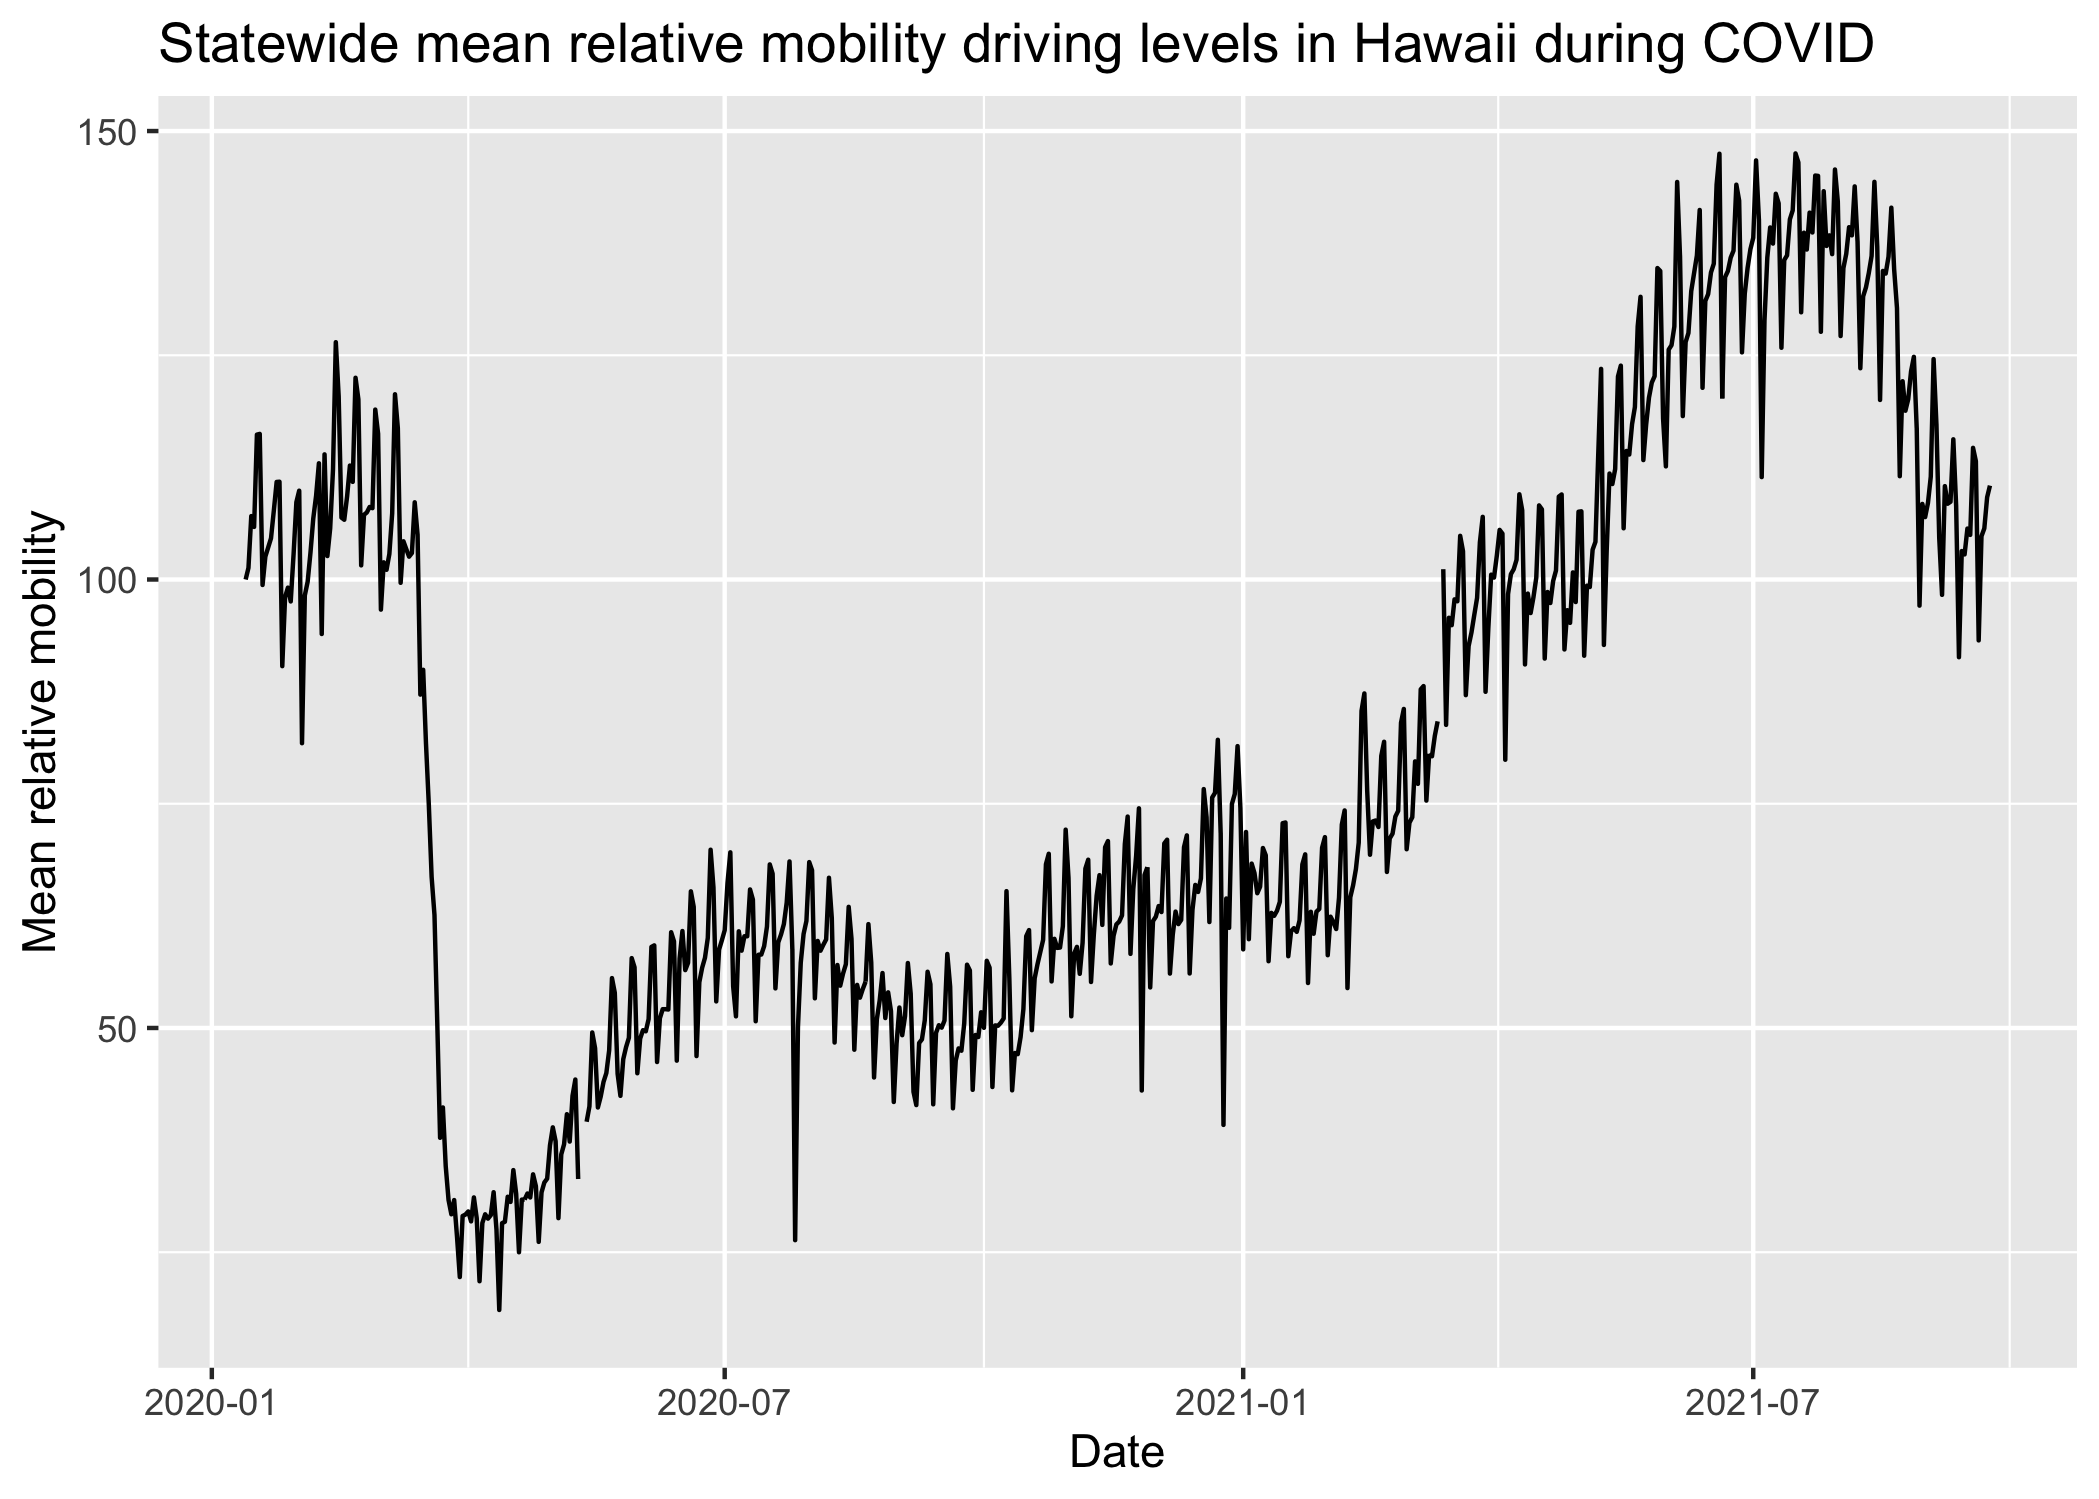 Statewide mean relative mobility driving levels in Hawaii during COVID
Mean relative mobility
150
100
50
2020-01 2020-07 2021-01 2021-07
Date